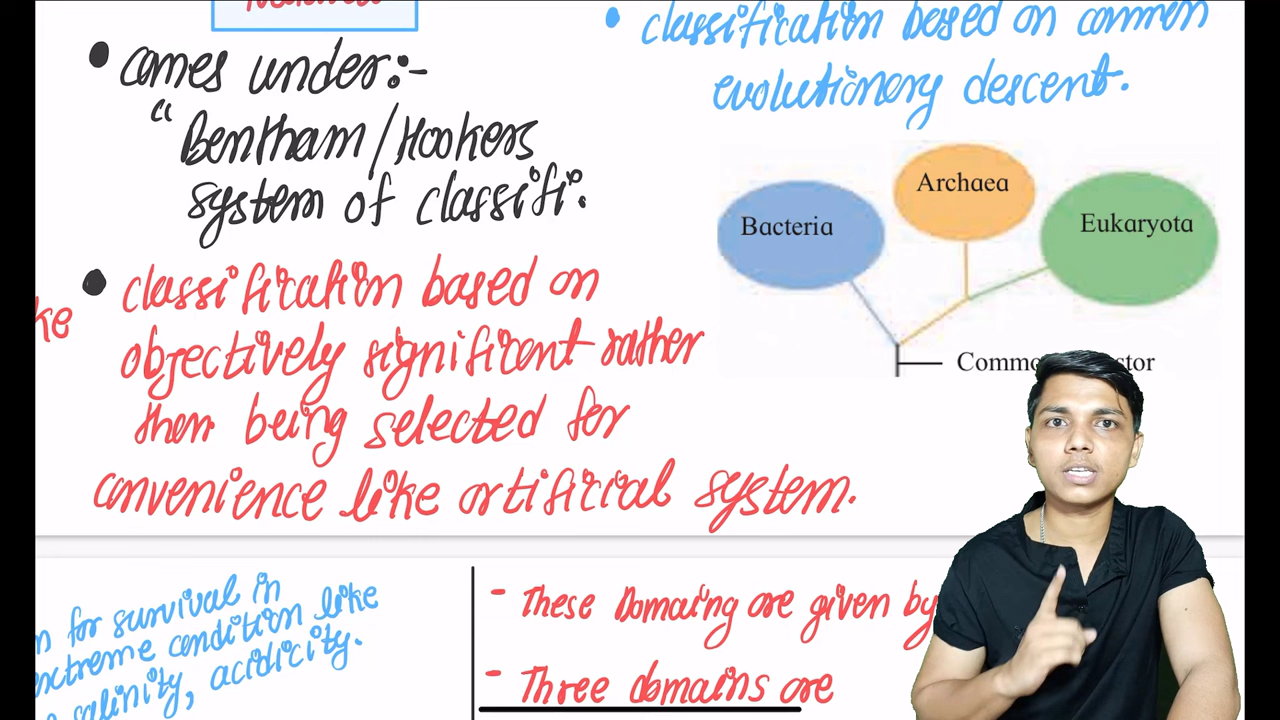 • comes under:-
"Bentham/Hookers
system of classifi.
• classification based on
objectively significant rather
then being selected for
convenience like artificial system.
• classification based on common
evolutionary descent.
Bacteria
Archaea
Eukaryota
ke
n for survival in
extreme condition like
salinity, acidicity.
- These Domains are given by
- Three domains are